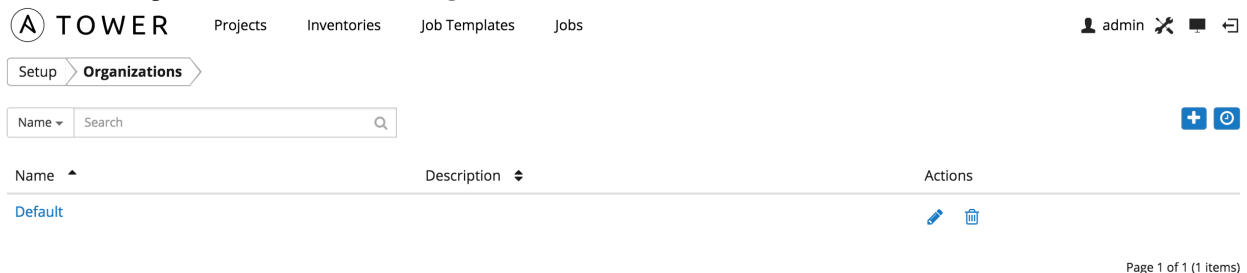 A TOWER Projects Inventories Job Templates Jobs admin
Setup Organizations
Name Search
Name Description Actions
Default
Page 1 of 1 (1 items)